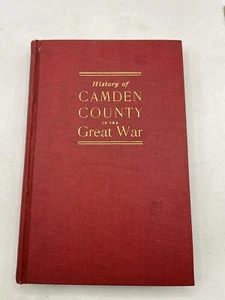 History of
CAMDEN
COUNTY
in the
Great War